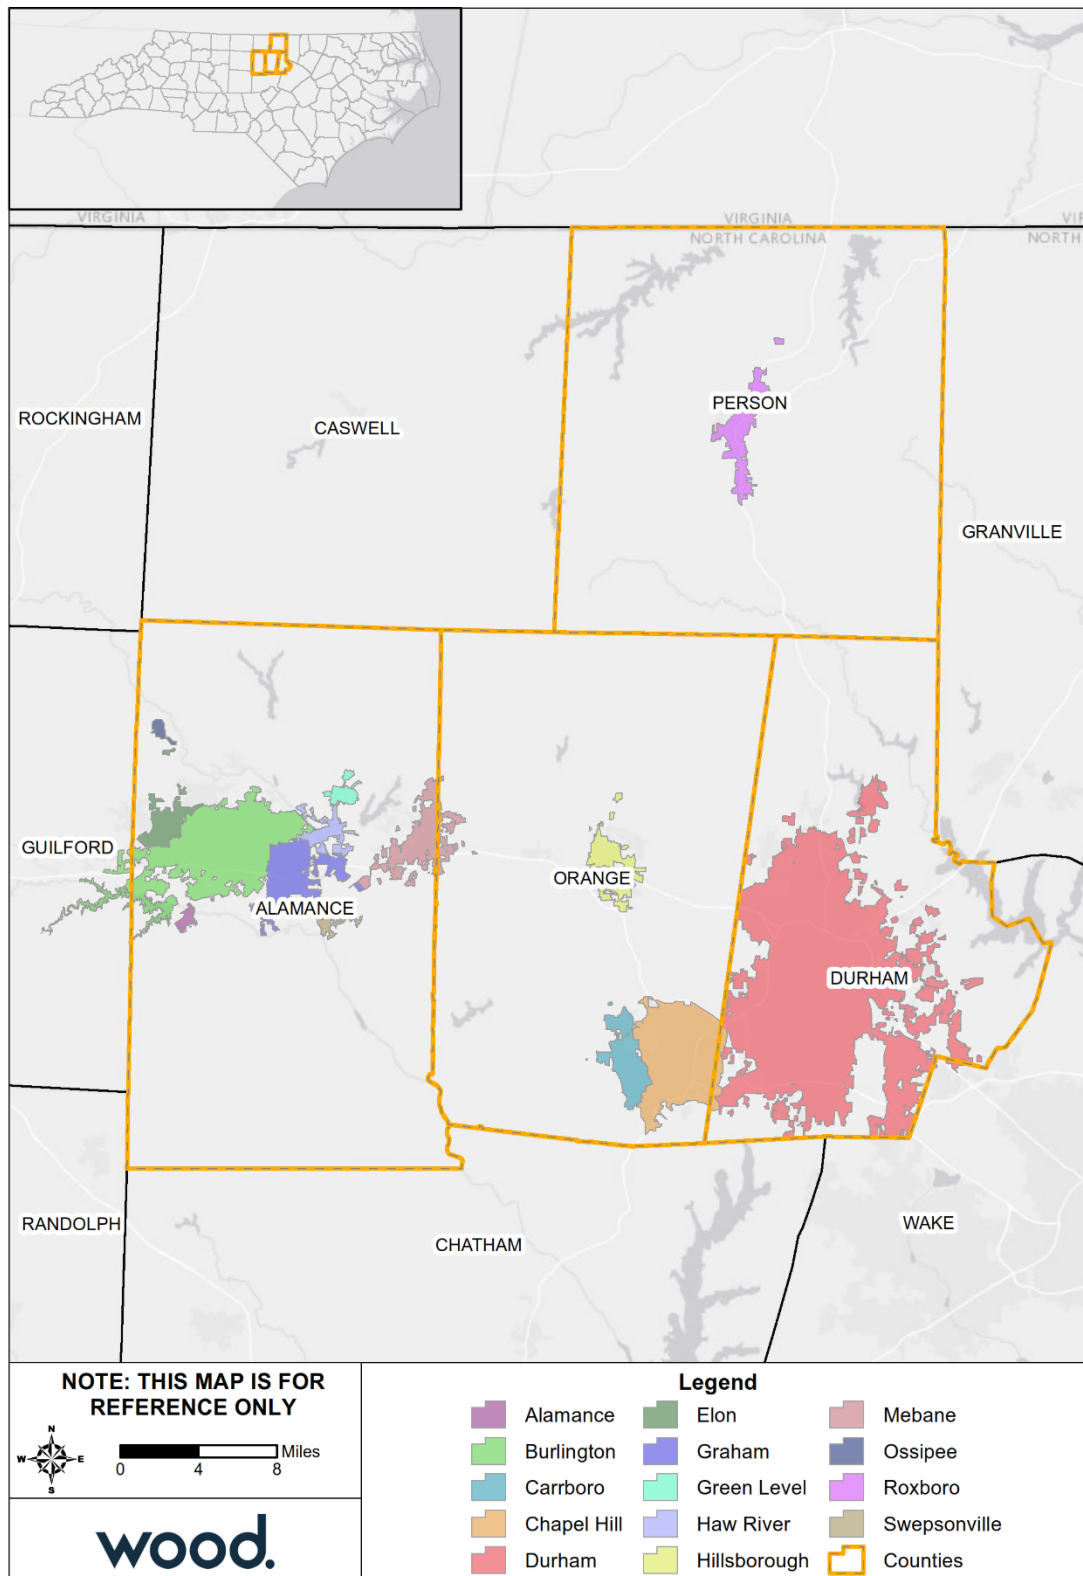 VIRGINIA
VIRGINIA
VIR
NORTH CAROLINA
NORTH
ROCKINGHAM
CASWELL
PERSON
GRANVILLE
GUILFORD
ALAMANCE
ORANGE
DURHAM
RANDOLPH
CHATHAM
WAKE
NOTE: THIS MAP IS FOR
REFERENCE ONLY
N
W E
S
Miles
0 4 8
wood.
Legend
Alamance
Burlington
Carrboro
Chapel Hill
Durham
Elon
Graham
Green Level
Haw River
Hillsborough
Mebane
Ossipee
Roxboro
Swepsonville
Counties